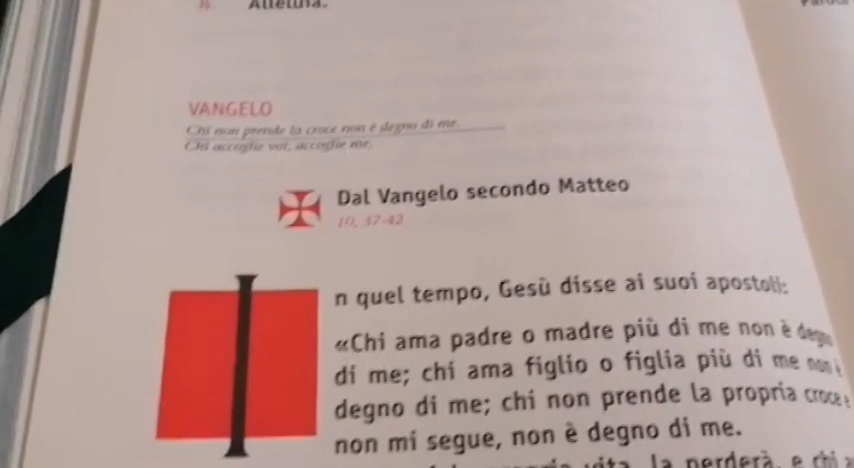 Alleluia.
VANGELO
Chi non prende la croce non è degno di me.
Chi accoglie voi, accoglie me.
Dal Vangelo secondo Matteo
10, 37-42
In quel tempo, Gesù disse ai suoi apostoli:
«Chi ama padre o madre più di me non è degno
di me; chi ama figlio o figlia più di me non è
degno di me; chi non prende la propria croce e
non mi segue, non è degno di me.
vita, la perderà, e chi